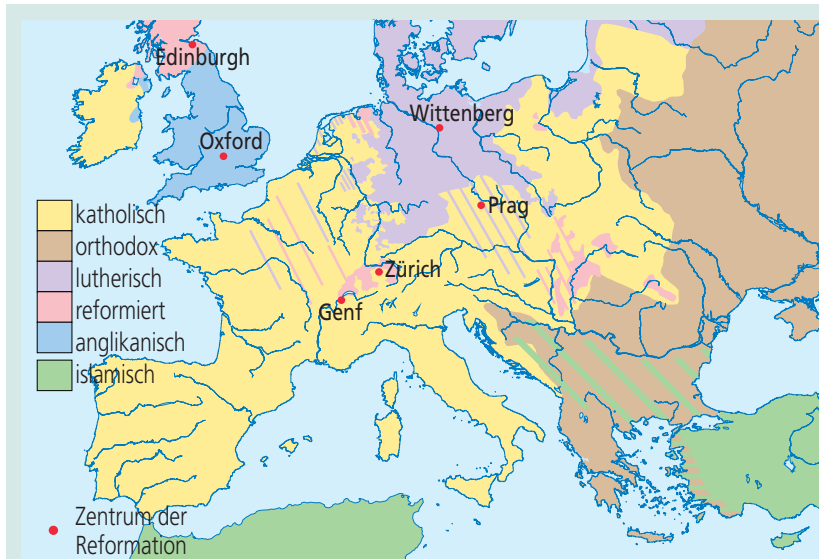 Edinburgh
Oxford
Wittenberg
Prag
Zürich
Genf
katholisch
orthodox
lutherisch
reformiert
anglikanisch
islamisch
Zentrum der
Reformation